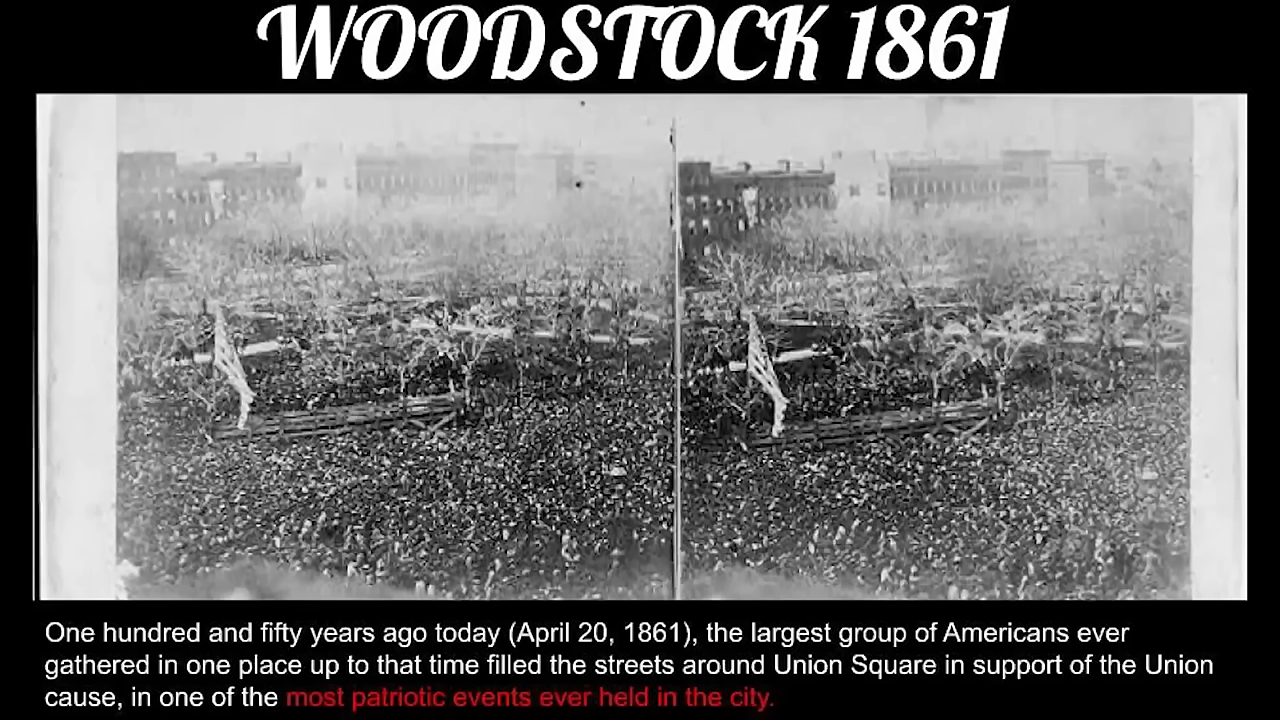 WOODSTOCK 1861
One hundred and fifty years ago today (April 20, 1861), the largest group of Americans ever
gathered in one place up to that time filled the streets around Union Square in support of the Union
cause, in one of the most patriotic events ever held in the city.